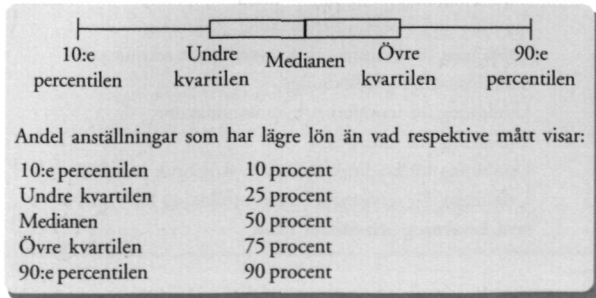 10:e percentilen Undre kvartilen Medianen Övre kvartilen 90:e percentilen
Andel anställningar som har lägre lön än vad respektive mått visar:
10:e percentilen 10 procent
Undre kvartilen 25 procent
Medianen 50 procent
Övre kvartilen 75 procent
90:e percentilen 90 procent